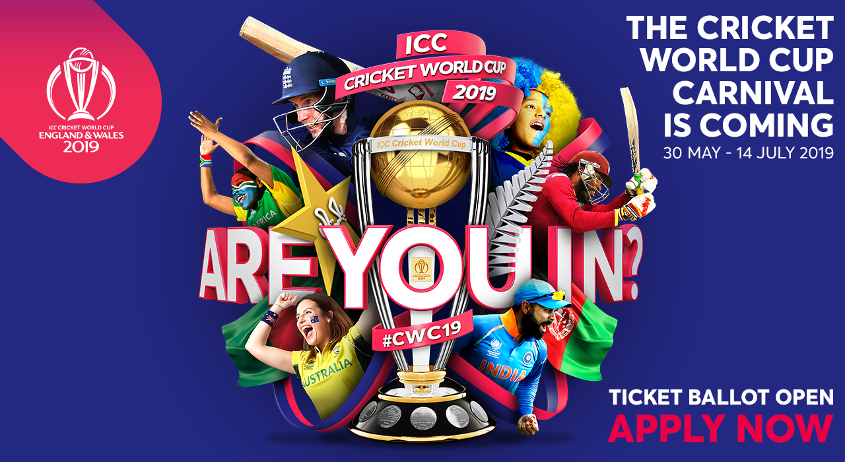 ICC CRICKET WORLD CUP
ENGLAND & WALES
2019
ICC
CRICKET WORLD CUP
2019
THE CRICKET
WORLD CUP
CARNIVAL
IS COMING
30 MAY - 14 JULY 2019
ICC Cricket World Cup
AFRICA
ARE YOU IN?
#CWC19
AUSTRALIA
INDIA
TICKET BALLOT OPEN
APPLY NOW